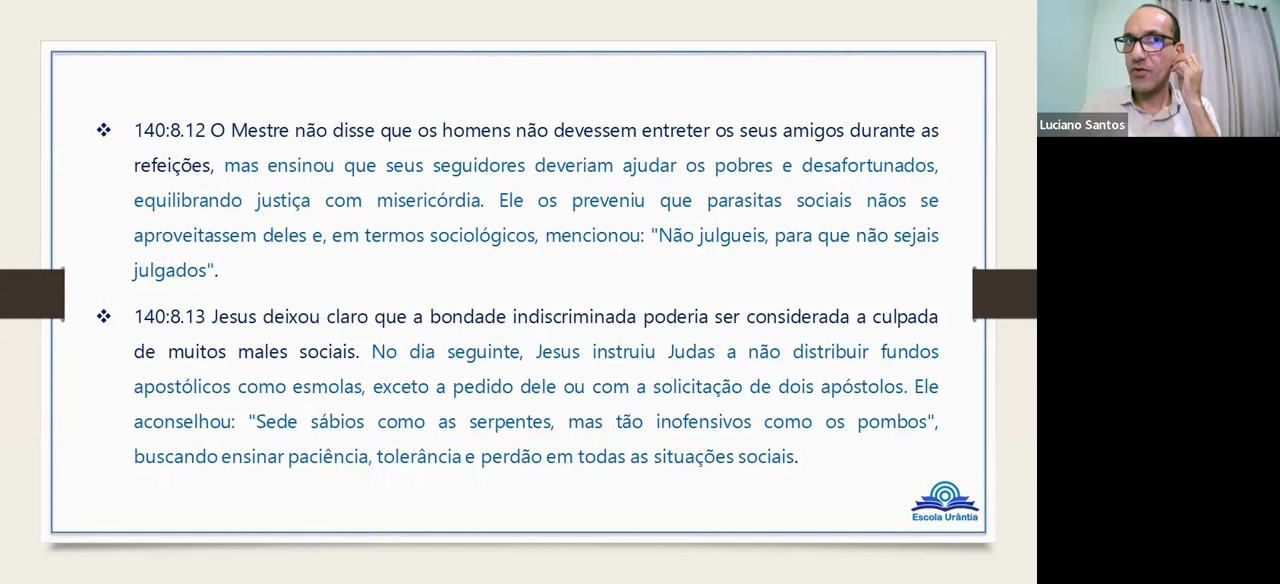 ❖ 140:8.12 O Mestre não disse que os homens não devessem entreter os seus amigos durante as
refeições, mas ensinou que seus seguidores deveriam ajudar os pobres e desafortunados,
equilibrando justiça com misericórdia. Ele os preveniu que parasitas sociais nãos se
aproveitassem deles e, em termos sociológicos, mencionou: "Não julgueis, para que não sejais
julgados".
❖ 140:8.13 Jesus deixou claro que a bondade indiscriminada poderia ser considerada a culpada
de muitos males sociais. No dia seguinte, Jesus instruiu Judas a não distribuir fundos
apostólicos como esmolas, exceto a pedido dele ou com a solicitação de dois apóstolos. Ele
aconselhou: "Sede sábios como as serpentes, mas tão inofensivos como os pombos",
buscando ensinar paciência, tolerância e perdão em todas as situações sociais.
Escola Urântia
Luciano Santos